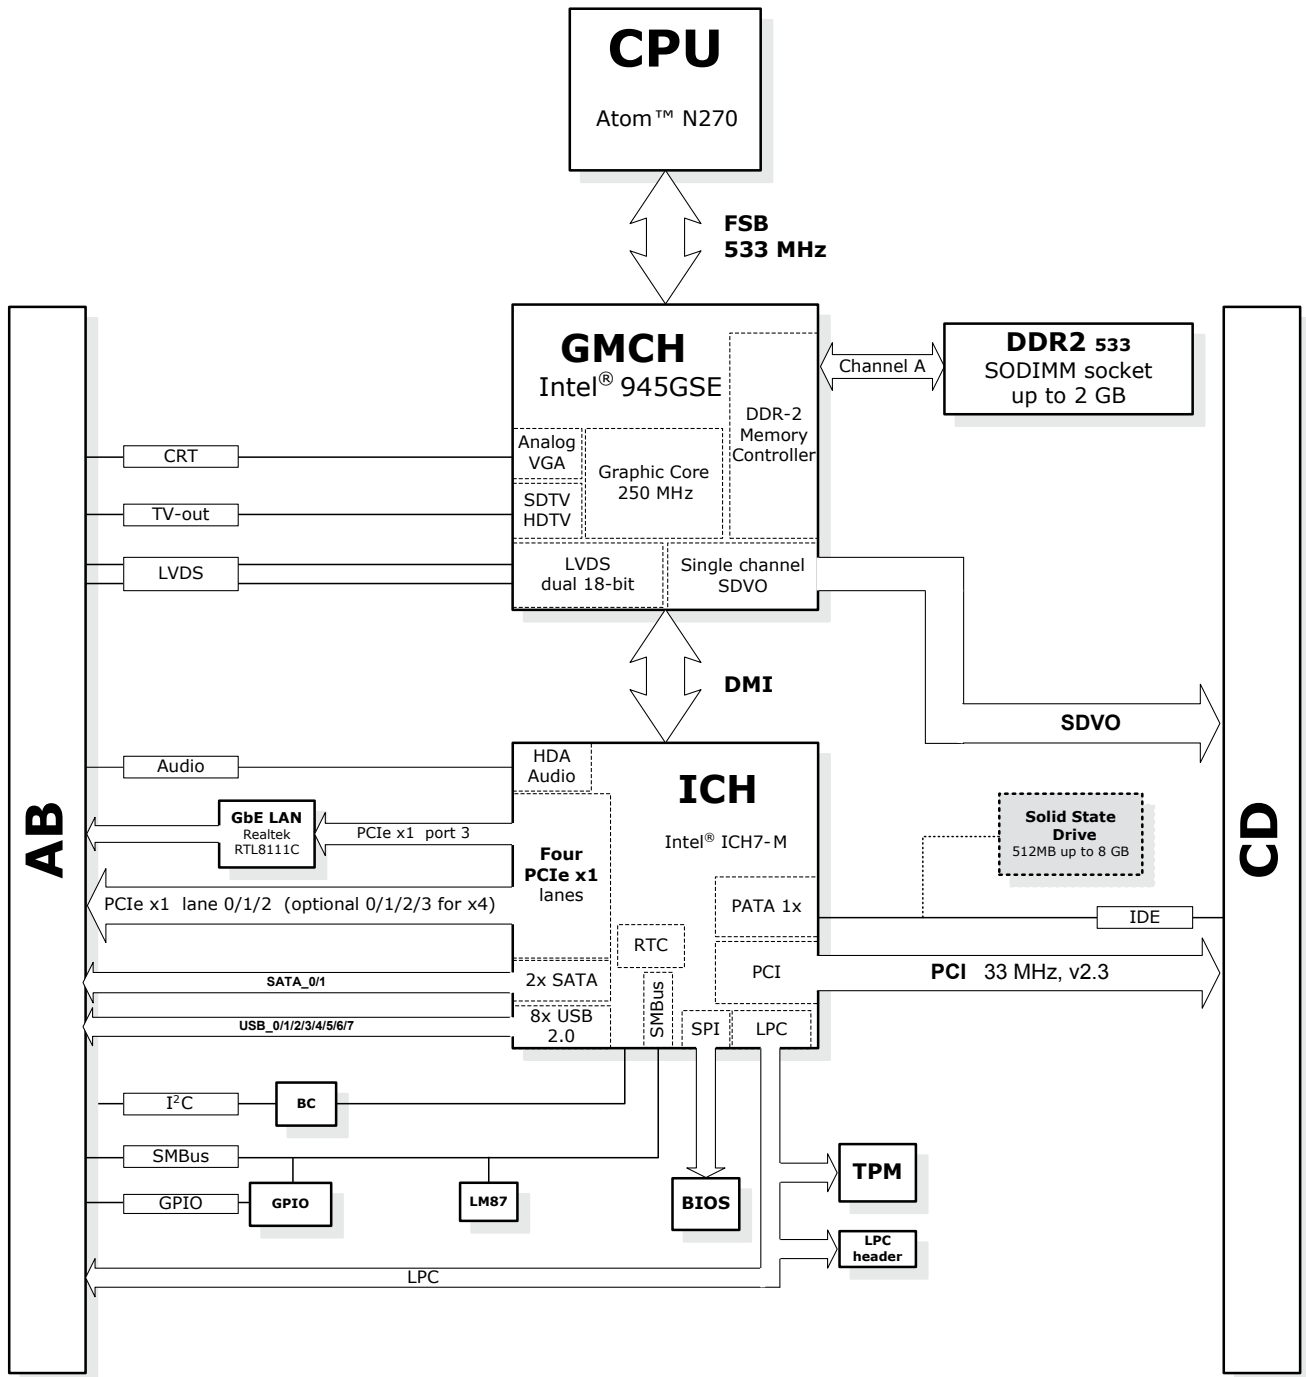 CPU
Atom™ N270
FSB
533 MHz
GMCH
Intel® 945GSE
DDR-2
Memory
Controller
Channel A
DDR2 533
SODIMM socket
up to 2 GB
CRT
Analog
VGA
Graphic Core
250 MHz
TV-out
SDTV
HDTV
LVDS
LVDS
dual 18-bit
Single channel
SDVO
DMI
SDVO
AB
CD
Audio
HDA
Audio
ICH
Intel® ICH7-M
GbE LAN
Realtek
RTL8111C
PCIe x1 port 3
Four
PCIe x1
lanes
Solid State
Drive
512MB up to 8 GB
PCIe x1 lane 0/1/2 (optional 0/1/2/3 for x4)
PATA 1x
IDE
RTC
PCI
PCI 33 MHz, v2.3
SATA_0/1
2x SATA
SMBus
USB_0/1/2/3/4/5/6/7
8x USB
2.0
SPI
LPC
I²C
BC
SMBus
GPIO
GPIO
LM87
BIOS
TPM
LPC
header
LPC